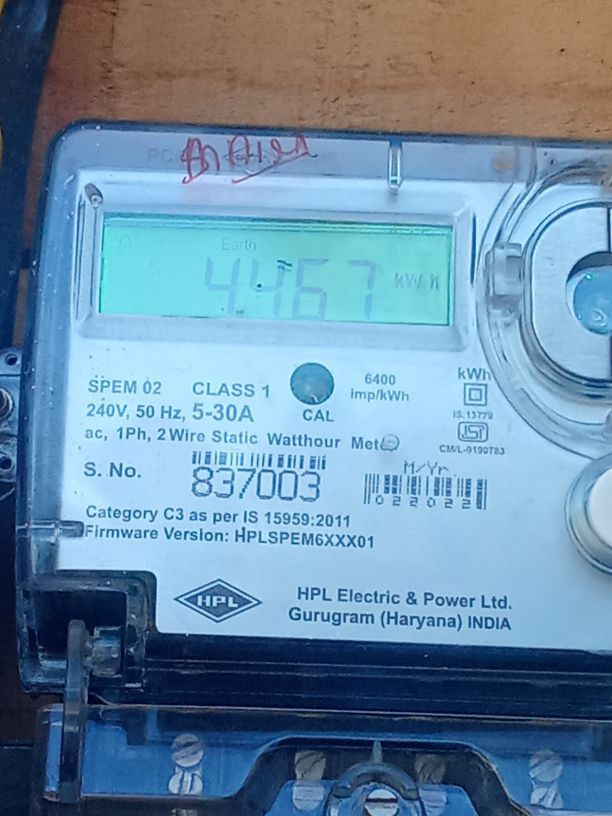 Earth
4467 kWh
SPEM 02 CLASS 1
6400
imp/kWh
kWh
240V, 50 Hz, 5-30A
CAL
IS:13779
ISI
ac, 1Ph, 2 Wire Static Watthour Meter
CM/L-9190783
S. No.
837003
M/Yr.
022022
Category C3 as per IS 15959:2011
Firmware Version: HPLSPEM6XXX01
HPL
HPL Electric & Power Ltd.
Gurugram (Haryana) INDIA